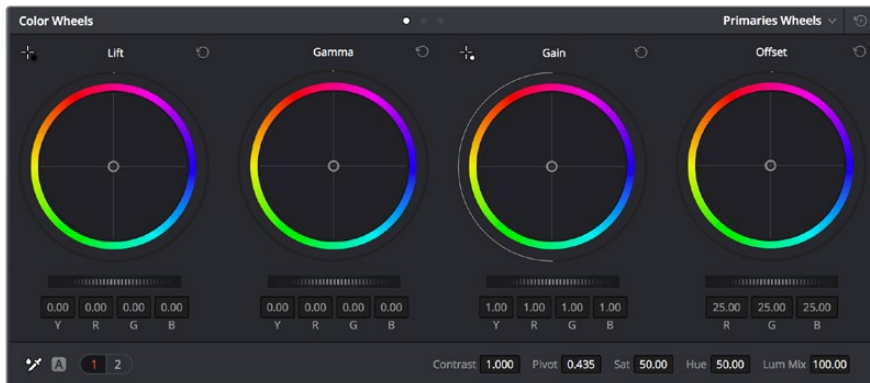 Color Wheels Primaries Wheels
Lift Gamma Gain Offset
0.00 0.00 0.00 0.00 0.00 0.00 0.00 0.00 1.00 1.00 1.00 1.00 25.00 25.00 25.00
Y R G B Y R G B Y R G B R G B
A 1 2 Contrast 1.000 Pivot 0.435 Sat 50.00 Hue 50.00 Lum Mix 100.00